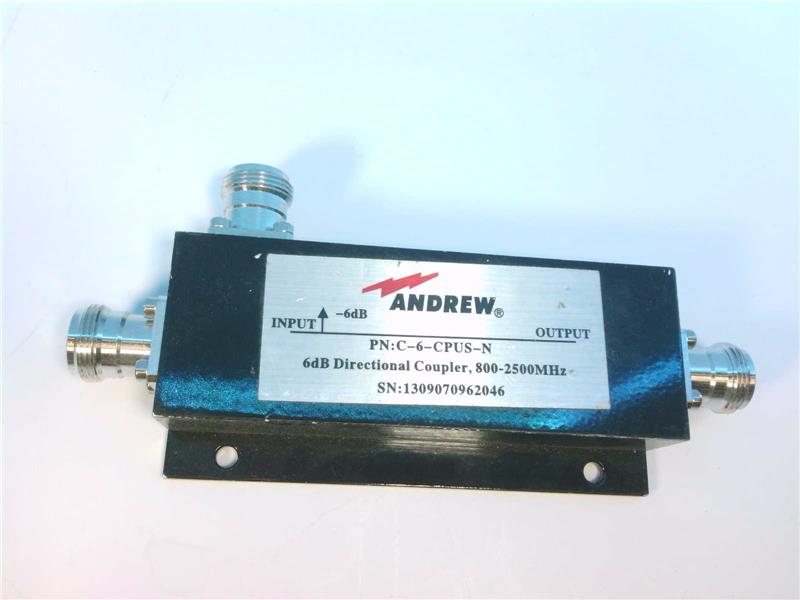 ANDREW®
-6dB
INPUT
OUTPUT
PN:C-6-CPUS-N
6dB Directional Coupler, 800-2500MHz
SN:1309070962046